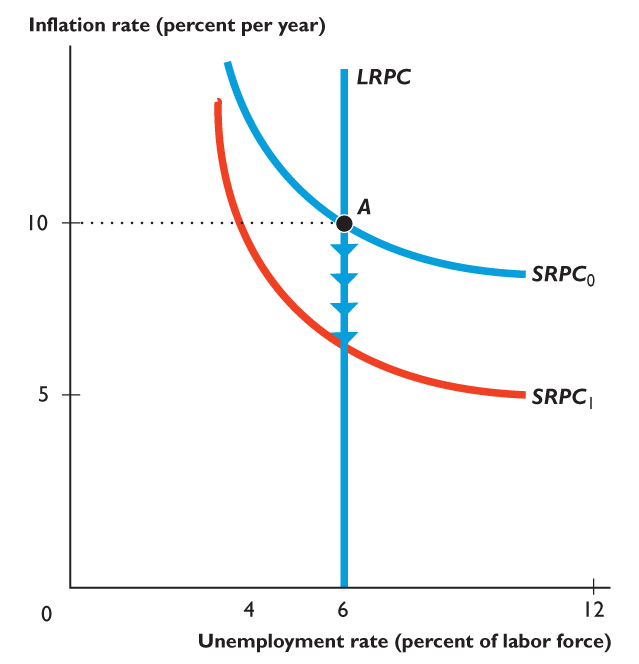 Inflation rate (percent per year)
LRPC
A
10
SRPC0
5
SRPC1
0
4
6
12
Unemployment rate (percent of labor force)